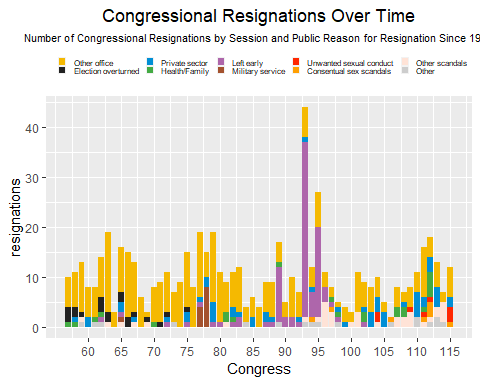 Congressional Resignations Over Time
Number of Congressional Resignations by Session and Public Reason for Resignation Since 19
Other office Private sector Left early Unwanted sexual conduct Other scandals
Election overturned Health/Family Military service Consentual sex scandals Other
40
30
20
10
0
resignations
60 65 70 75 80 85 90 95 100 105 110 115
Congress